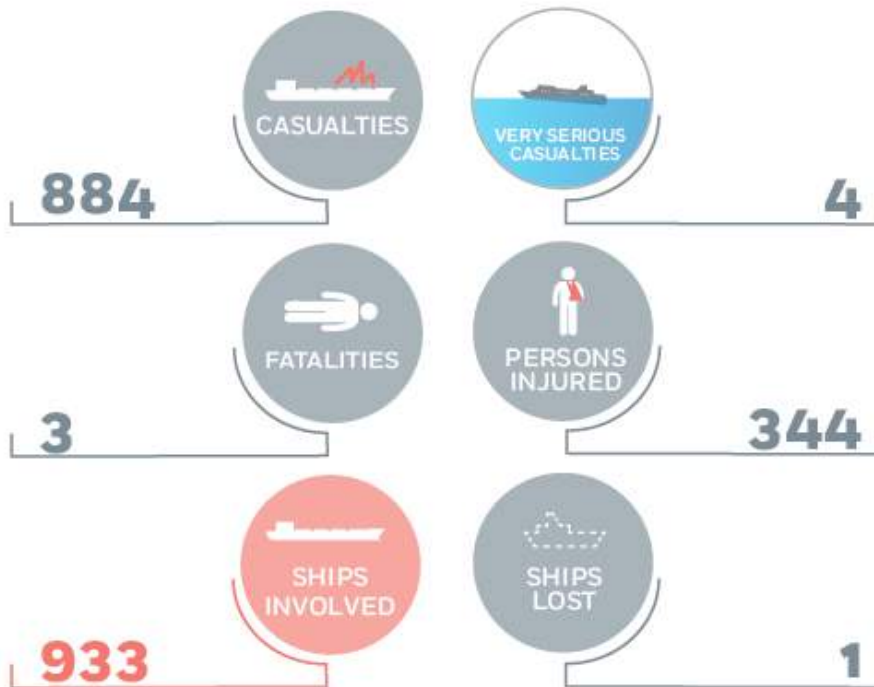 CASUALTIES
884
VERY SERIOUS
CASUALTIES
4
FATALITIES
3
PERSONS
INJURED
344
SHIPS
INVOLVED
933
SHIPS
LOST
1